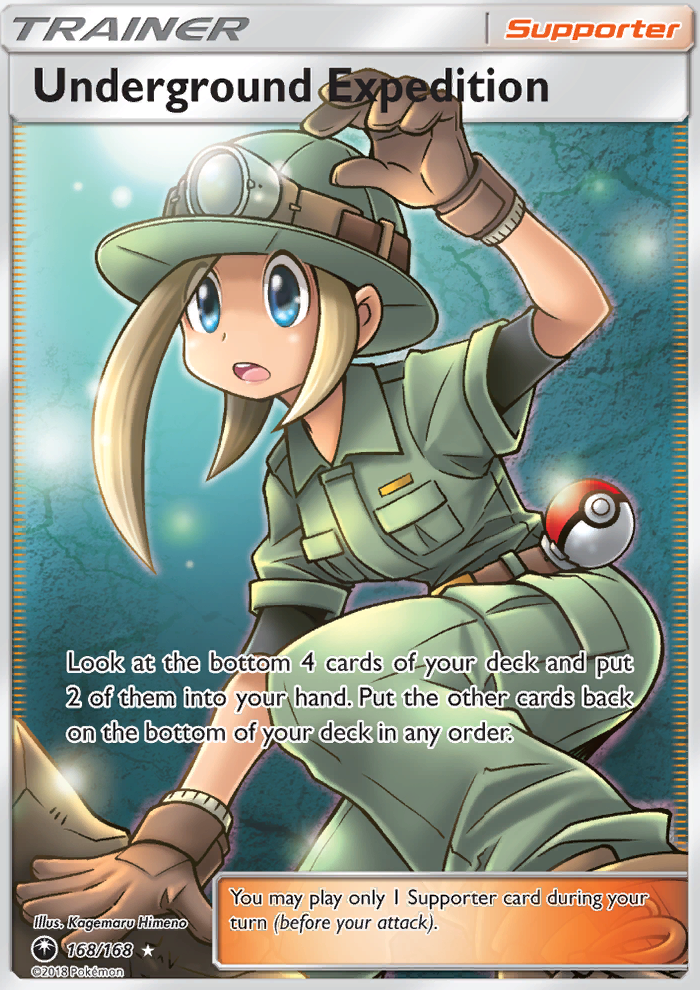 TRAINER
Supporter
Underground Expedition
Look at the bottom 4 cards of your deck and put
2 of them into your hand. Put the other cards back
on the bottom of your deck in any order.
You may play only 1 Supporter card during your
turn (before your attack).
Illus. Kagemaru Himeno
168/168 ★
©2018 Pokémon